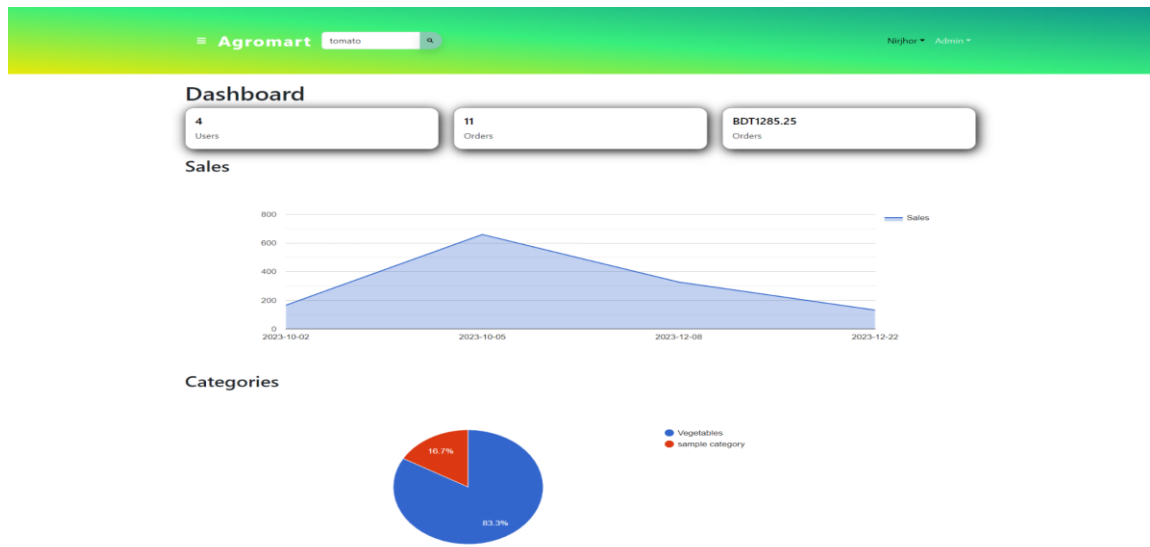 ≡ Agromart tomato Nirjhor Admin
Dashboard
4 11 BDT1285.25
Users Orders Orders
Sales
800
Sales
600
400
200
0
2023-10-02 2023-10-05 2023-12-08 2023-12-22
Categories
Vegetables
sample category
16.7%
83.3%